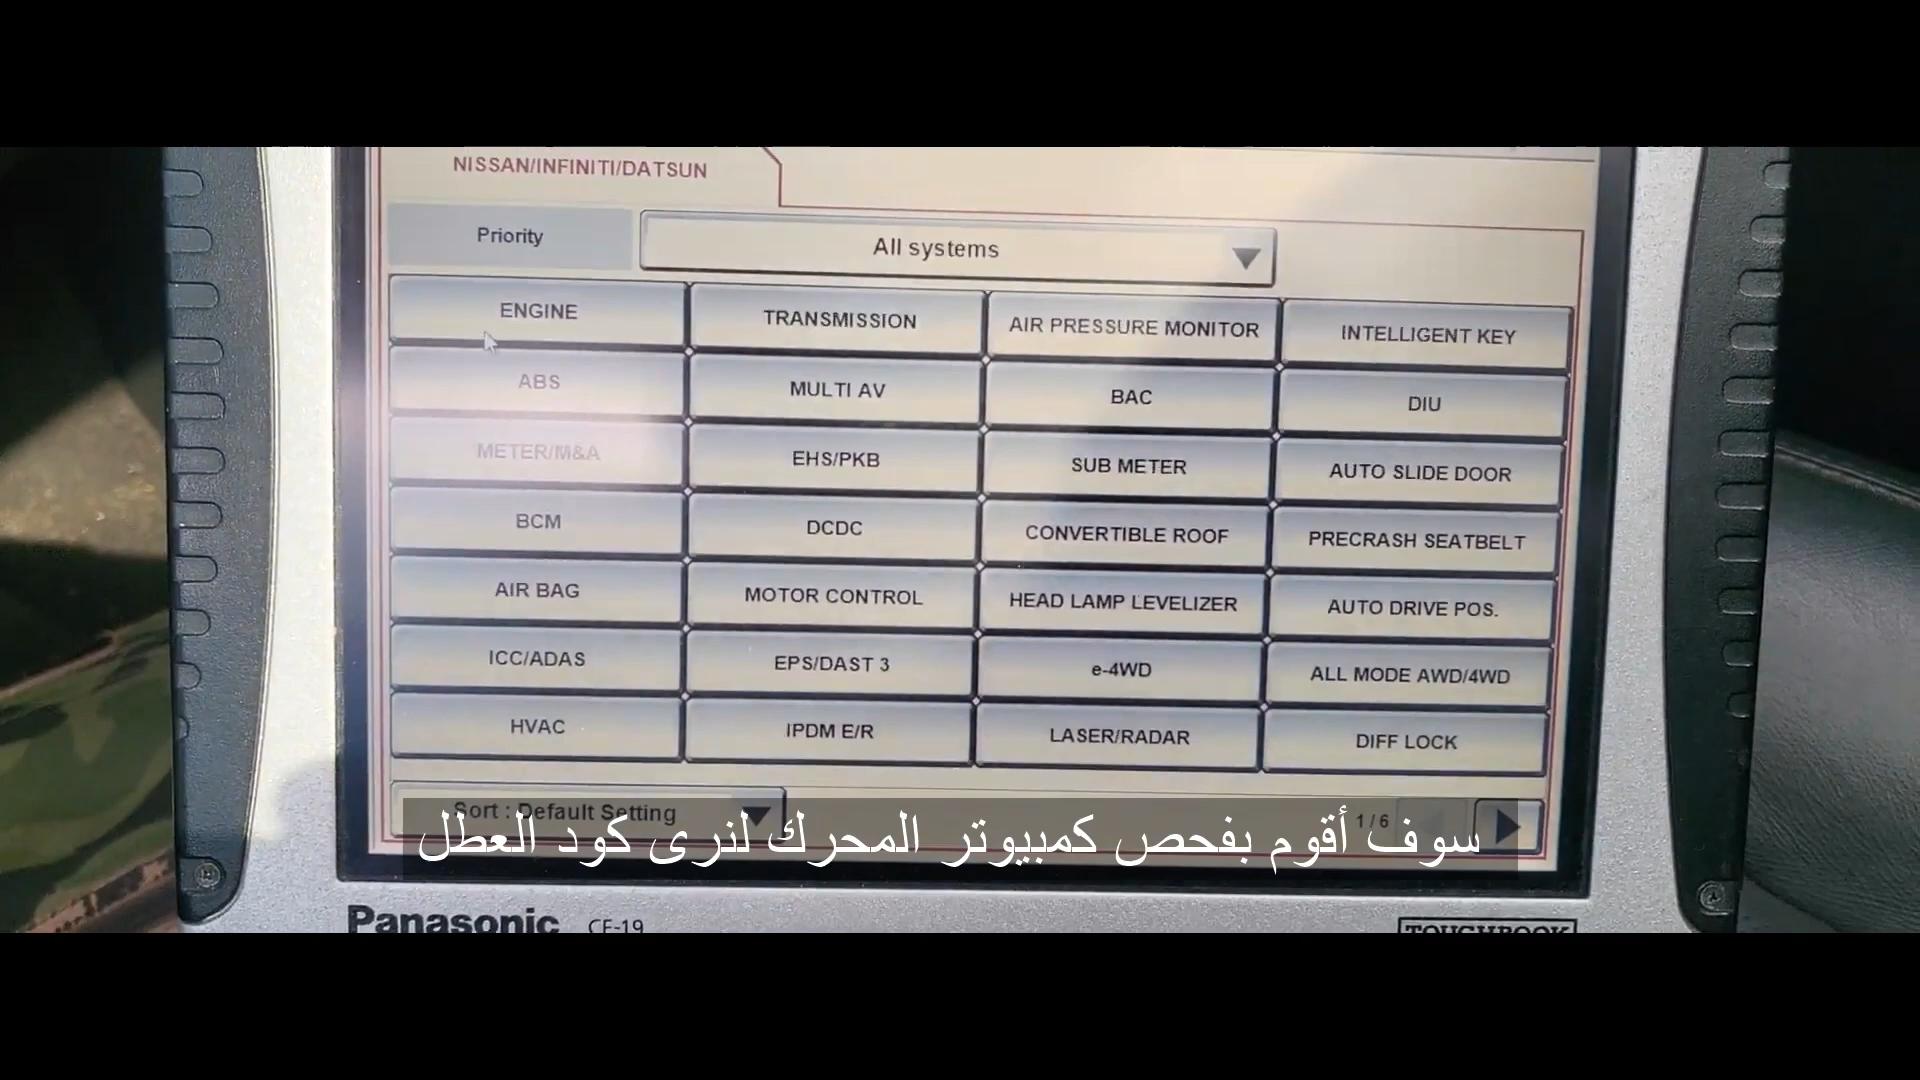 NISSAN/INFINITI/DATSUN
Priority
All systems
ENGINE
TRANSMISSION
AIR PRESSURE MONITOR
INTELLIGENT KEY
ABS
MULTI AV
BAC
DIU
METER/M&A
EHS/PKB
SUB METER
AUTO SLIDE DOOR
BCM
DCDC
CONVERTIBLE ROOF
PRECRASH SEATBELT
AIR BAG
MOTOR CONTROL
HEAD LAMP LEVELIZER
AUTO DRIVE POS.
ICC/ADAS
EPS/DAST 3
e-4WD
ALL MODE AWD/4WD
HVAC
IPDM E/R
LASER/RADAR
DIFF LOCK
Sort : Default Setting
1/6
سوف أقوم بفحص كمبيوتر المحرك لنرى كود العطل
Panasonic CF-19
TOUGHBOOK